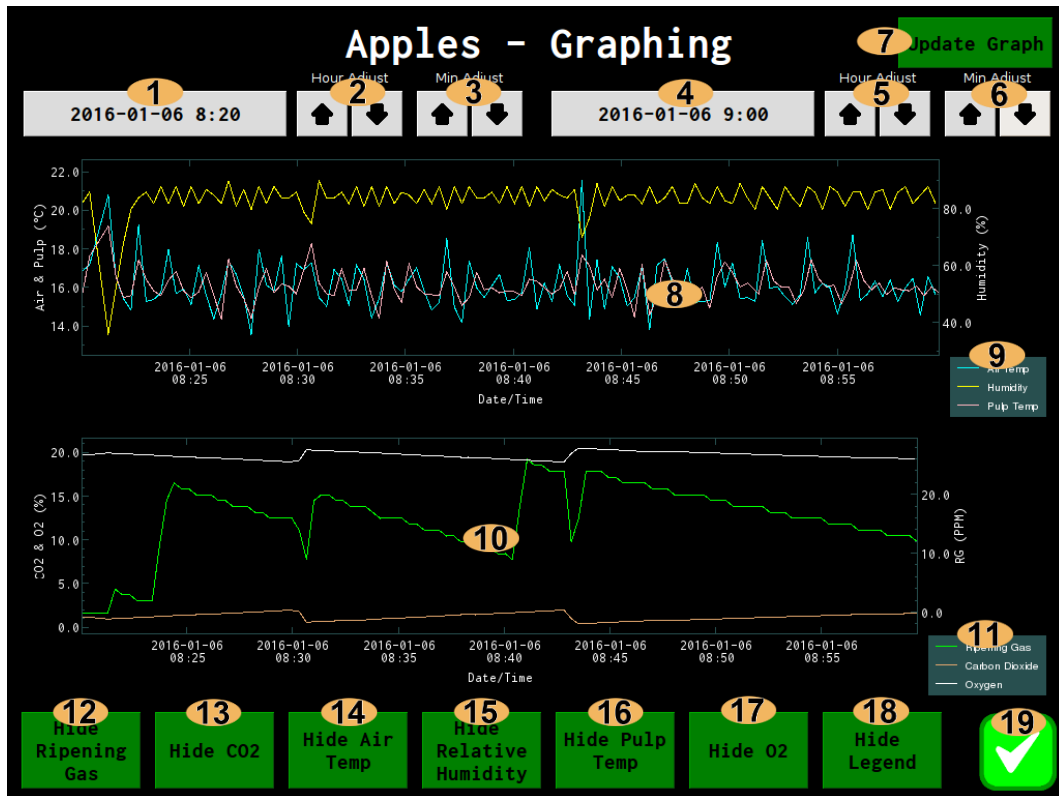 Apples - Graphing
7
Update Graph
Hour Adjust
Min Adjust
Hour Adjust
Min Adjust
1
2
3
4
5
6
2016-01-06 8:20
2016-01-06 9:00
22.0
20.0
18.0
16.0
14.0
Air & Pulp (°C)
80.0
60.0
40.0
Humidity (%)
8
2016-01-06 2016-01-06 2016-01-06 2016-01-06 2016-01-06 2016-01-06 2016-01-06
08:25 08:30 08:35 08:40 08:45 08:50 08:55
Date/Time
9
Air Temp
Humidity
Pulp Temp
20.0
15.0
10.0
5.0
0.0
CO2 & O2 (%)
20.0
10.0
0.0
RG (PPM)
10
2016-01-06 2016-01-06 2016-01-06 2016-01-06 2016-01-06 2016-01-06 2016-01-06
08:25 08:30 08:35 08:40 08:45 08:50 08:55
Date/Time
11
Ripening Gas
Carbon Dioxide
Oxygen
12
Hide
Ripening
Gas
13
Hide CO2
14
Hide Air
Temp
15
Hide
Relative
Humidity
16
Hide Pulp
Temp
17
Hide O2
18
Hide
Legend
19